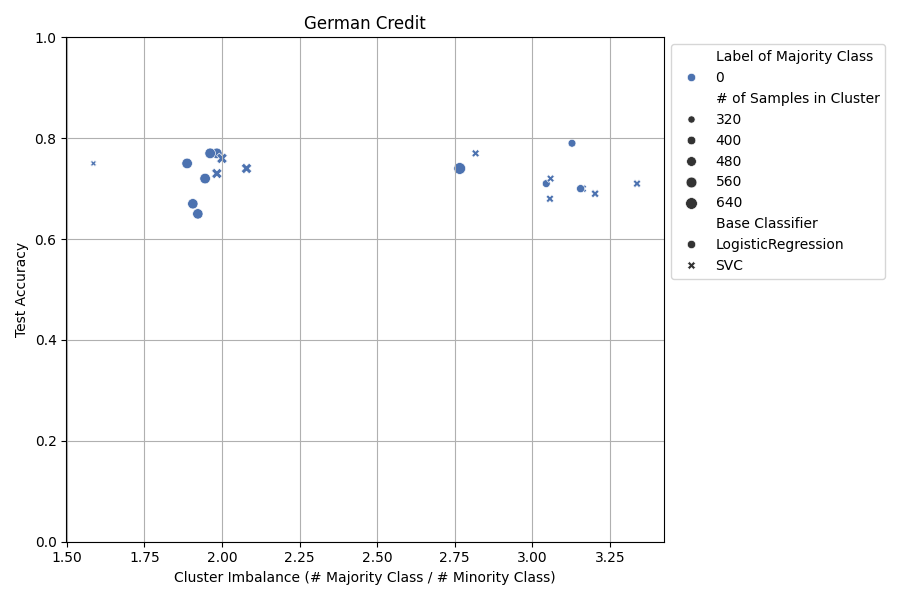 German Credit
Test Accuracy
1.0
0.8
0.6
0.4
0.2
0.0
1.50 1.75 2.00 2.25 2.50 2.75 3.00 3.25
Cluster Imbalance (# Majority Class / # Minority Class)
Label of Majority Class
0
# of Samples in Cluster
320
400
480
560
640
Base Classifier
LogisticRegression
SVC